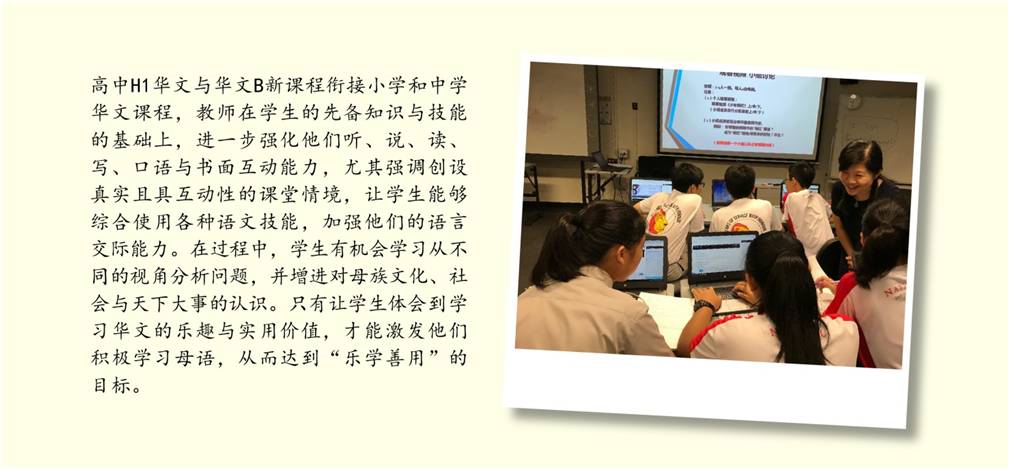 高中H1华文与华文B新课程衔接小学和中学
华文课程，教师在学生的先备知识与技能
的基础上，进一步强化他们听、说、读、
写、口语与书面互动能力，尤其强调创设
真实且具互动性的课堂情境，让学生能够
综合使用各种语文技能，加强他们的语言
交际能力。在过程中，学生有机会学习从不
同的视角分析问题，并增进对母族文化、社
会与天下大事的认识。只有让学生体会到学
习华文的乐趣与实用价值，才能激发他们
积极学习母语，从而达到“乐学善用”的
目标。
观看视频 小组讨论